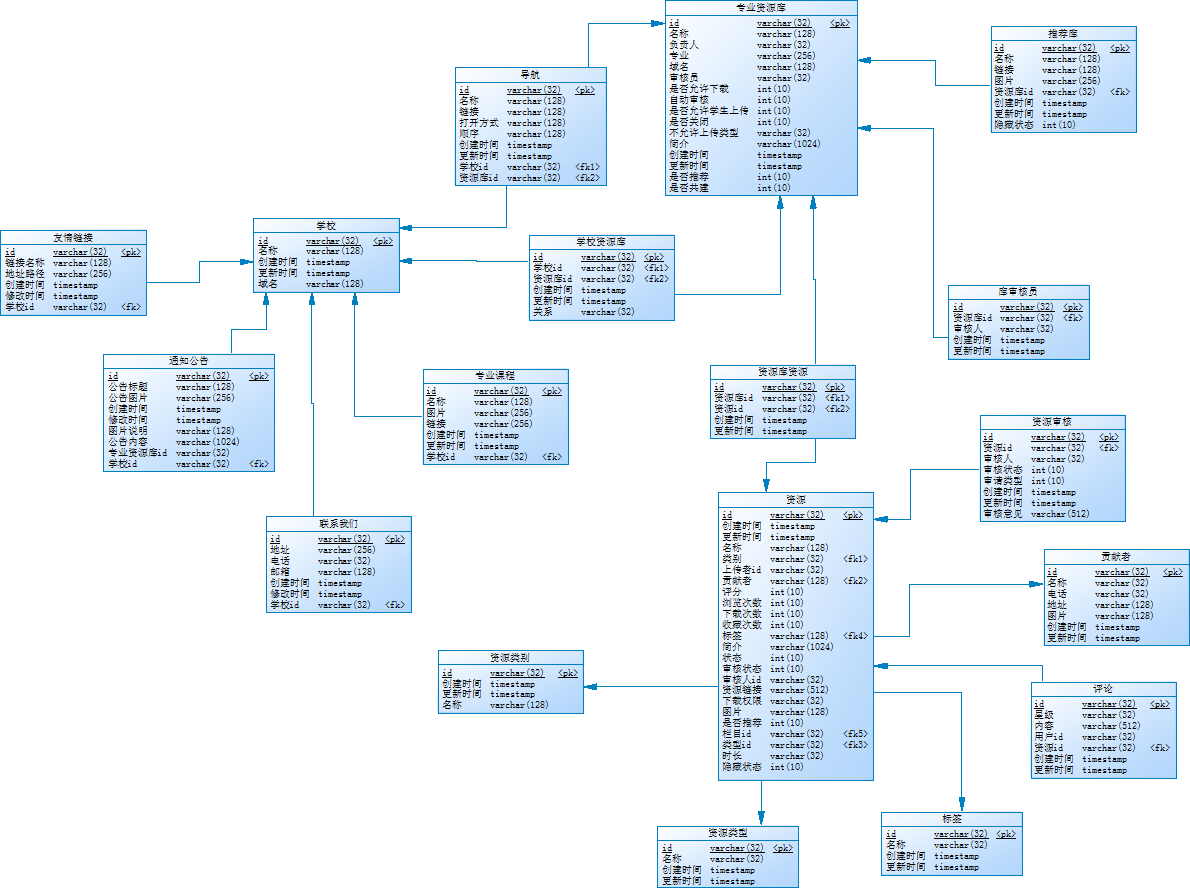 专业资源库
id varchar(32) <pk>
名称 varchar(128)
负责人 varchar(32)
专业 varchar(256)
域名 varchar(128)
审核员 varchar(32)
是否允许下载 int(10)
自动审核 int(10)
是否允许学生上传 int(10)
是否关闭 int(10)
不允许上传类型 varchar(32)
简介 varchar(1024)
创建时间 timestamp
更新时间 timestamp
是否推荐 int(10)
是否共建 int(10)
推荐库
id varchar(32) <pk>
名称 varchar(128)
链接 varchar(128)
图片 varchar(256)
资源库id varchar(32) <fk>
创建时间 timestamp
更新时间 timestamp
隐藏状态 int(10)
导航
id varchar(32) <pk>
名称 varchar(128)
链接 varchar(128)
打开方式 varchar(128)
顺序 varchar(128)
创建时间 timestamp
更新时间 timestamp
学校id varchar(32) <fk1>
资源库id varchar(32) <fk2>
友情链接
id varchar(32) <pk>
链接名称 varchar(128)
地址路径 varchar(256)
创建时间 timestamp
修改时间 timestamp
学校id varchar(32) <fk>
学校
id varchar(32) <pk>
名称 varchar(128)
创建时间 timestamp
更新时间 timestamp
域名 varchar(128)
学校资源库
id varchar(32) <pk>
学校id varchar(32) <fk1>
资源库id varchar(32) <fk2>
创建时间 timestamp
更新时间 timestamp
关系 varchar(32)
库审核员
id varchar(32) <pk>
资源库id varchar(32) <fk>
审核人 varchar(32)
创建时间 timestamp
更新时间 timestamp
通知公告
id varchar(32) <pk>
公告标题 varchar(128)
公告图片 varchar(256)
创建时间 timestamp
修改时间 timestamp
图片说明 varchar(128)
公告内容 varchar(1024)
专业资源库id varchar(32)
学校id varchar(32) <fk>
专业课程
id varchar(32) <pk>
名称 varchar(128)
图片 varchar(256)
链接 varchar(256)
创建时间 timestamp
更新时间 timestamp
学校id varchar(32) <fk>
资源库资源
id varchar(32) <pk>
资源库id varchar(32) <fk1>
资源id varchar(32) <fk2>
创建时间 timestamp
更新时间 timestamp
资源审核
id varchar(32) <pk>
资源id varchar(32) <fk>
审核人 varchar(32)
审核状态 int(10)
申请类型 int(10)
创建时间 timestamp
更新时间 timestamp
审核意见 varchar(512)
联系我们
id varchar(32) <pk>
地址 varchar(256)
电话 varchar(32)
邮箱 varchar(128)
创建时间 timestamp
修改时间 timestamp
学校id varchar(32) <fk>
资源
id varchar(32) <pk>
创建时间 timestamp
更新时间 timestamp
名称 varchar(128)
类别 varchar(32) <fk1>
上传者id varchar(32)
贡献者 varchar(128) <fk2>
评分 int(10)
浏览次数 int(10)
下载次数 int(10)
收藏次数 int(10)
标签 varchar(128) <fk4>
简介 varchar(1024)
状态 int(10)
审核状态 int(10)
审核人id varchar(32)
资源链接 varchar(512)
下载权限 varchar(32)
图片 varchar(128)
是否推荐 int(10)
栏目id varchar(32) <fk5>
类型id varchar(32) <fk3>
时长 varchar(32)
隐藏状态 int(10)
贡献者
id varchar(32) <pk>
名称 varchar(32)
电话 varchar(32)
地址 varchar(128)
图片 varchar(128)
创建时间 timestamp
更新时间 timestamp
资源类别
id varchar(32) <pk>
创建时间 timestamp
更新时间 timestamp
名称 varchar(128)
评论
id varchar(32) <pk>
星级 varchar(32)
内容 varchar(512)
用户id varchar(32)
资源id varchar(32) <fk>
创建时间 timestamp
更新时间 timestamp
资源类型
id varchar(32) <pk>
名称 varchar(32)
创建时间 timestamp
更新时间 timestamp
标签
id varchar(32) <pk>
名称 varchar(32)
创建时间 timestamp
更新时间 timestamp